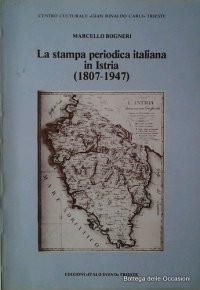 CENTRO CULTURALE «GIAN RINALDO CARLI» TRIESTE
MARCELLO BOGNERI
La stampa periodica italiana
in Istria
(1807-1947)
L'ISTRIA
MARE ADRIATICO
EDIZIONI «ITALO SVEVO» TRIESTE
Bottega delle Occasioni